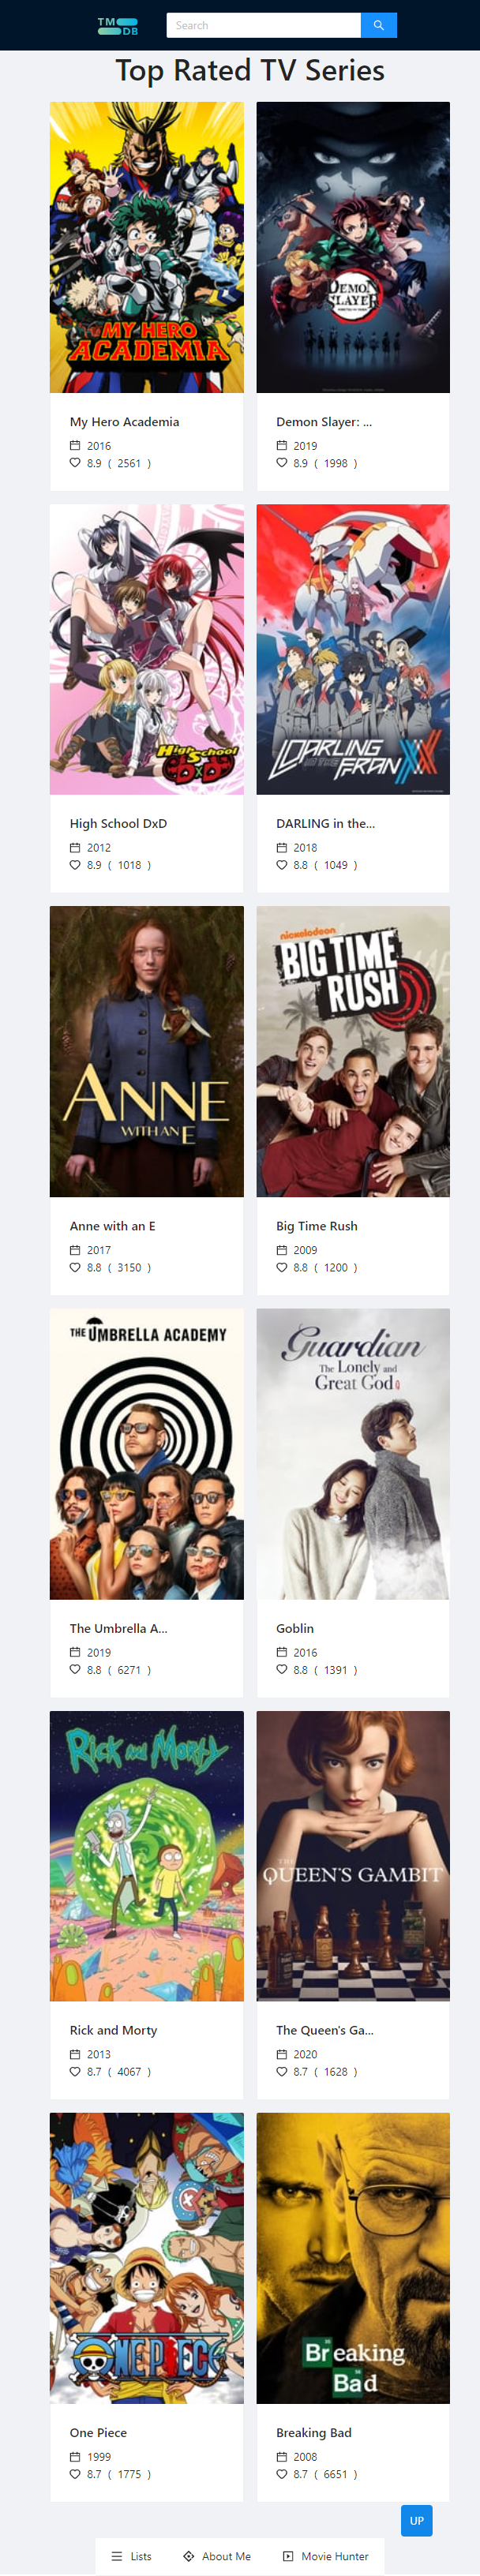 TM
DB
Search
Top Rated TV Series
MY HERO
ACADEMIA
DEMON
SLAYER
My Hero Academia
2016
8.9 ( 2561 )
Demon Slayer: ...
2019
8.9 ( 1998 )
High School
DXD
DARLING
IN THE
FRANXX
High School DxD
2012
8.9 ( 1018 )
DARLING in the...
2018
8.8 ( 1049 )
ANNE
WITH AN E
nickelodeon
BIG TIME
RUSH
Anne with an E
2017
8.8 ( 3150 )
Big Time Rush
2009
8.8 ( 1200 )
THE UMBRELLA ACADEMY
Guardian
The Lonely and
Great God
The Umbrella A...
2019
8.8 ( 6271 )
Goblin
2016
8.8 ( 1391 )
RICK AND MORTY
THE
QUEEN'S GAMBIT
Rick and Morty
2013
8.7 ( 4067 )
The Queen's Ga...
2020
8.7 ( 1628 )
ONE PIECE
Breaking
Bad
One Piece
1999
8.7 ( 1775 )
Breaking Bad
2008
8.7 ( 6651 )
UP
Lists
About Me
Movie Hunter